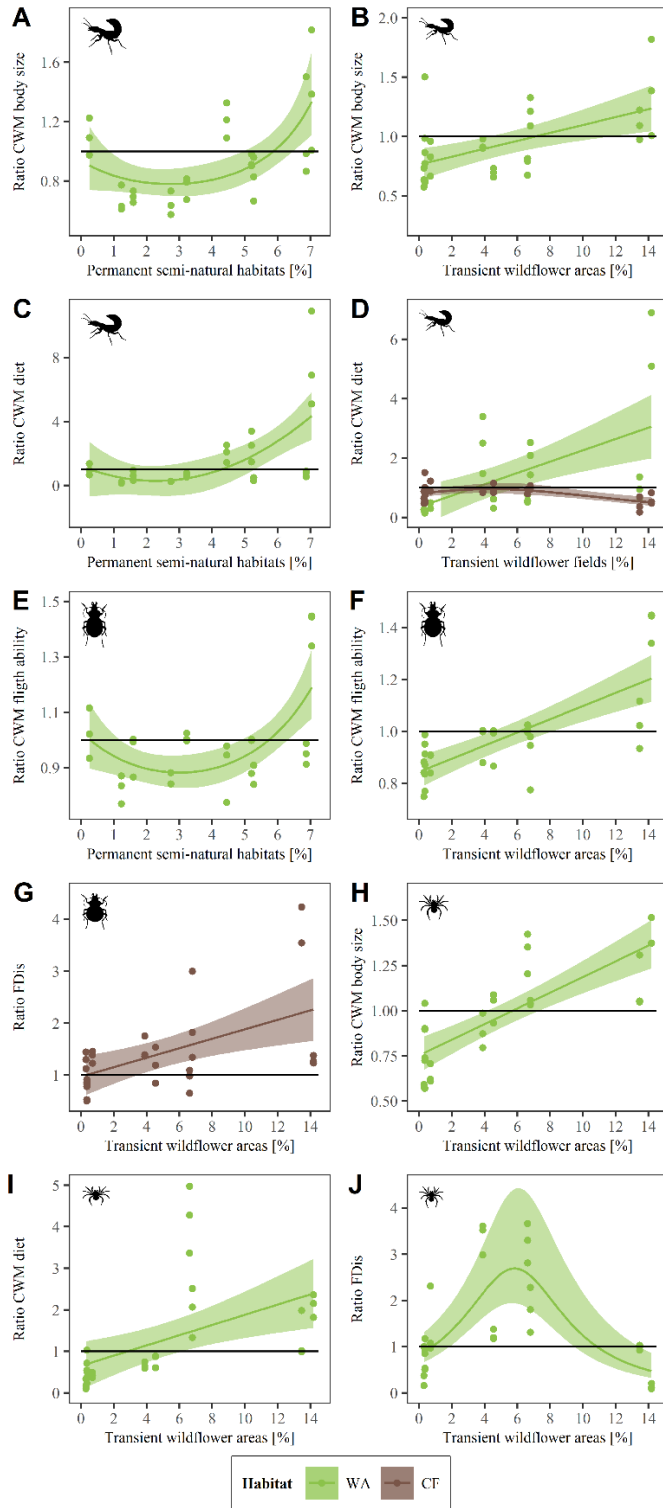 A
Ratio CWM body size
1.6
1.2
0.8
0 1 2 3 4 5 6 7
Permanent semi-natural habitats [%]
B
Ratio CWM body size
2.0
1.5
1.0
0.5
0 2 4 6 8 10 12 14
Transient wildflower areas [%]
C
Ratio CWM diet
8
4
0
0 1 2 3 4 5 6 7
Permanent semi-natural habitats [%]
D
Ratio CWM diet
6
4
2
0
0 2 4 6 8 10 12 14
Transient wildflower fields [%]
E
Ratio CWM fligth ability
1.5
1.3
1.1
0.9
0 1 2 3 4 5 6 7
Permanent semi-natural habitats [%]
F
Ratio CWM fligth ability
1.4
1.2
1.0
0.8
0 2 4 6 8 10 12 14
Transient wildflower areas [%]
G
Ratio FDis
4
3
2
1
0 2 4 6 8 10 12 14
Transient wildflower areas [%]
H
Ratio CWM body size
1.50
1.25
1.00
0.75
0.50
0 2 4 6 8 10 12 14
Transient wildflower areas [%]
I
Ratio CWM diet
5
4
3
2
1
0
0 2 4 6 8 10 12 14
Transient wildflower areas [%]
J
Ratio FDis
4
3
2
1
0
0 2 4 6 8 10 12 14
Transient wildflower areas [%]
Habitat WA CF